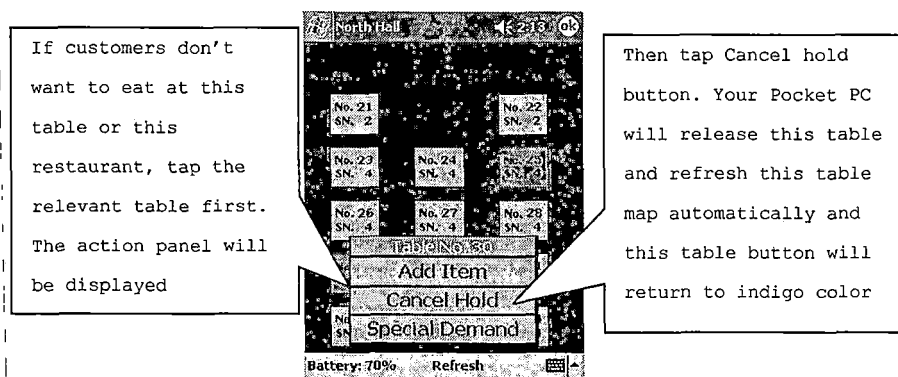 If customers don't
want to eat at this
table or this
restaurant, tap the
relevant table first.
The action panel will
be displayed
North Hall 2:13 ok
No. 21
SN. 2
No. 22
SN. 2
No. 23
SN. 4
No. 24
SN. 4
No. 25
SN. 4
No. 26
SN. 4
No. 27
SN. 4
No. 28
SN. 4
Table No. 30
Add Item
Cancel Hold
Special Demand
No
SN
Battery: 70% Refresh
Then tap Cancel hold
button. Your Pocket PC
will release this table
and refresh this table
map automatically and
this table button will
return to indigo color